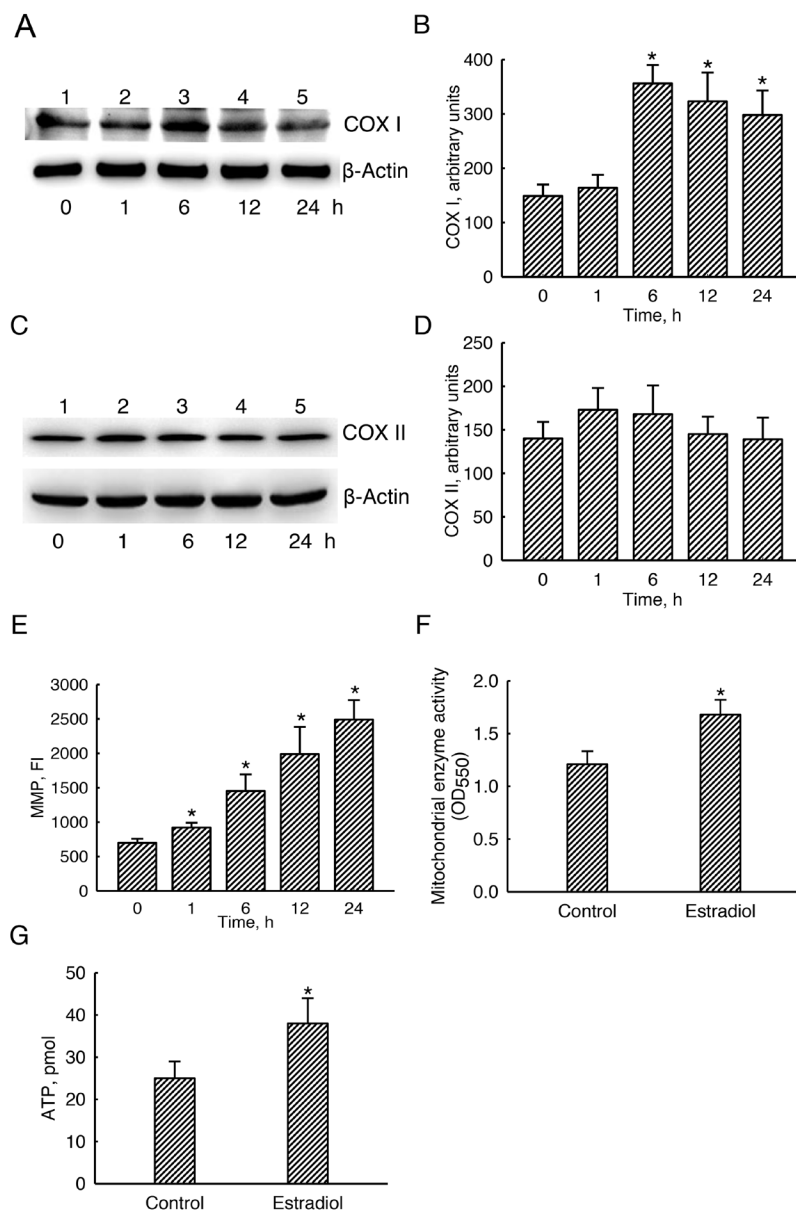 A
1 2 3 4 5
COX I
β-Actin
0 1 6 12 24 h
B
COX I, arbitrary units
400
300
200
100
0
* * *
0 1 6 12 24
Time, h
C
1 2 3 4 5
COX II
β-Actin
0 1 6 12 24 h
D
COX II, arbitrary units
250
200
150
100
50
0
0 1 6 12 24
Time, h
E
MMP, FI
3000
2500
2000
1500
1000
500
0
* * * *
0 1 6 12 24
Time, h
F
Mitochondrial enzyme activity
(OD550)
2.0
1.5
1.0
0.5
0.0
*
Control Estradiol
G
ATP, pmol
50
40
30
20
10
0
*
Control Estradiol